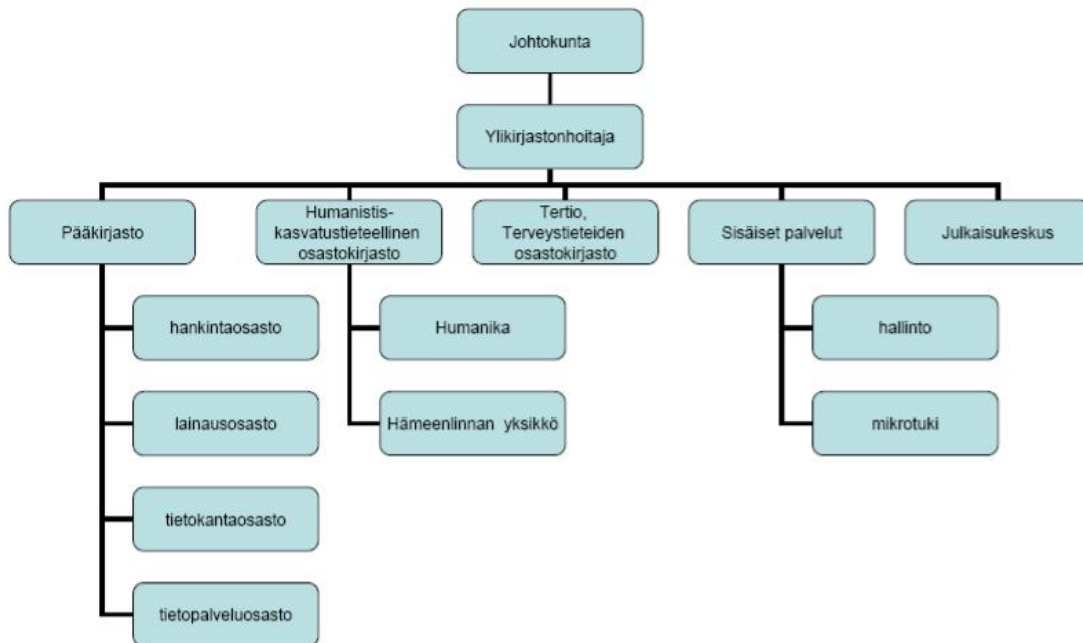 Johtokunta
Ylikirjastonhoitaja
Pääkirjasto
Humanistis-
kasvatustieteellinen
osastokirjasto
Tertio,
Terveystieteiden
osastokirjasto
Sisäiset palvelut
Julkaisukeskus
hankintaosasto
Humanika
hallinto
lainausosasto
Hämeenlinnan yksikkö
mikrotuki
tietokantaosasto
tietopalveluosasto